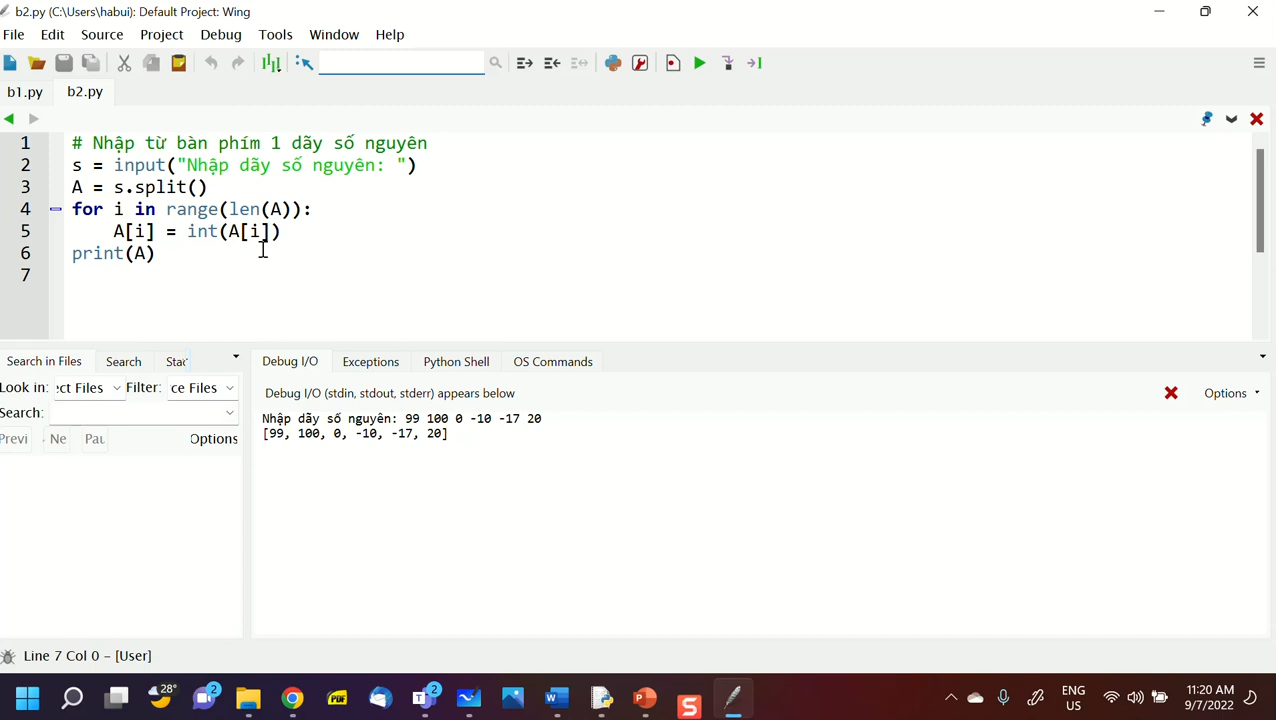 b2.py (C:\Users\habui): Default Project: Wing
File Edit Source Project Debug Tools Window Help
b1.py b2.py
1 # Nhập từ bàn phím 1 dãy số nguyên
2 s = input("Nhập dãy số nguyên: ")
3 A = s.split()
4 for i in range(len(A)):
5 A[i] = int(A[i])
6 print(A)
7
Search in Files Search Stac
Look in: :ct Files Filter: ce Files
Search:
Previ Ne Pau Options
Debug I/O Exceptions Python Shell OS Commands
Debug I/O (stdin, stdout, stderr) appears below Options
Nhập dãy số nguyên: 99 100 0 -10 -17 20
[99, 100, 0, -10, -17, 20]
Line 7 Col 0 – [User]
28° 2 PDF T 2 W P S
ENG
US
11:20 AM
9/7/2022